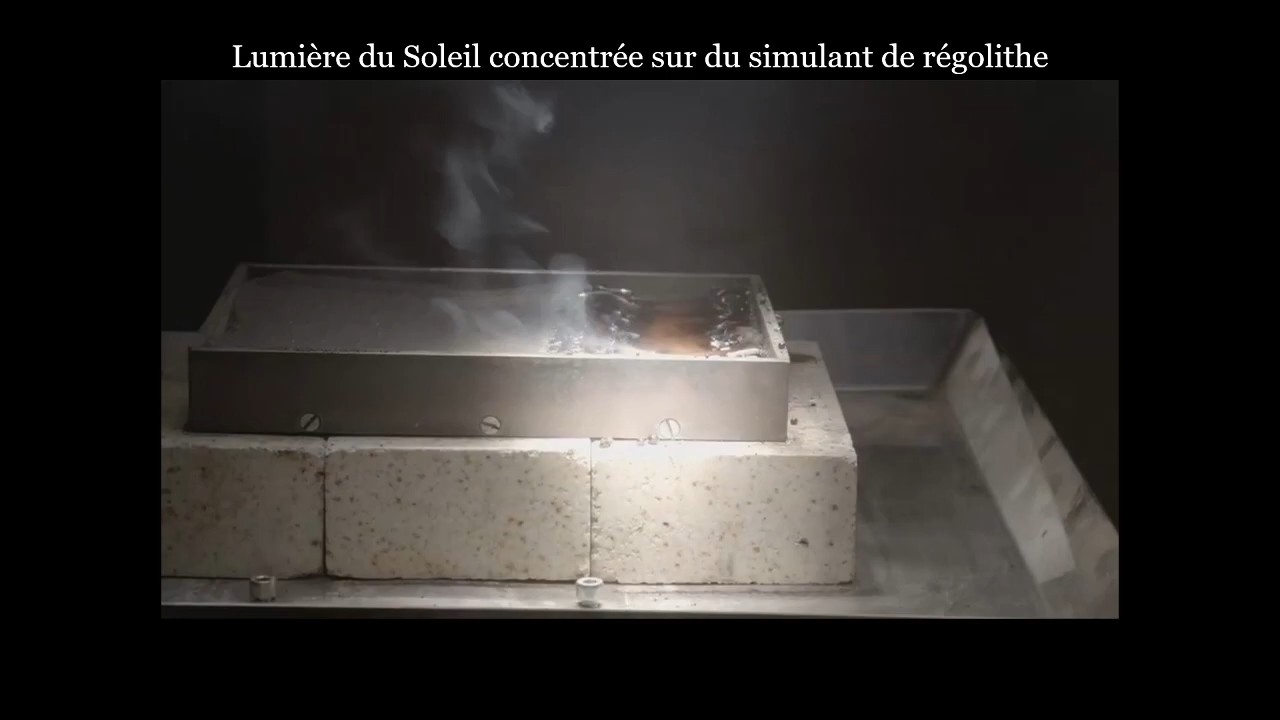 Lumière du Soleil concentrée sur du simulant de régolithe